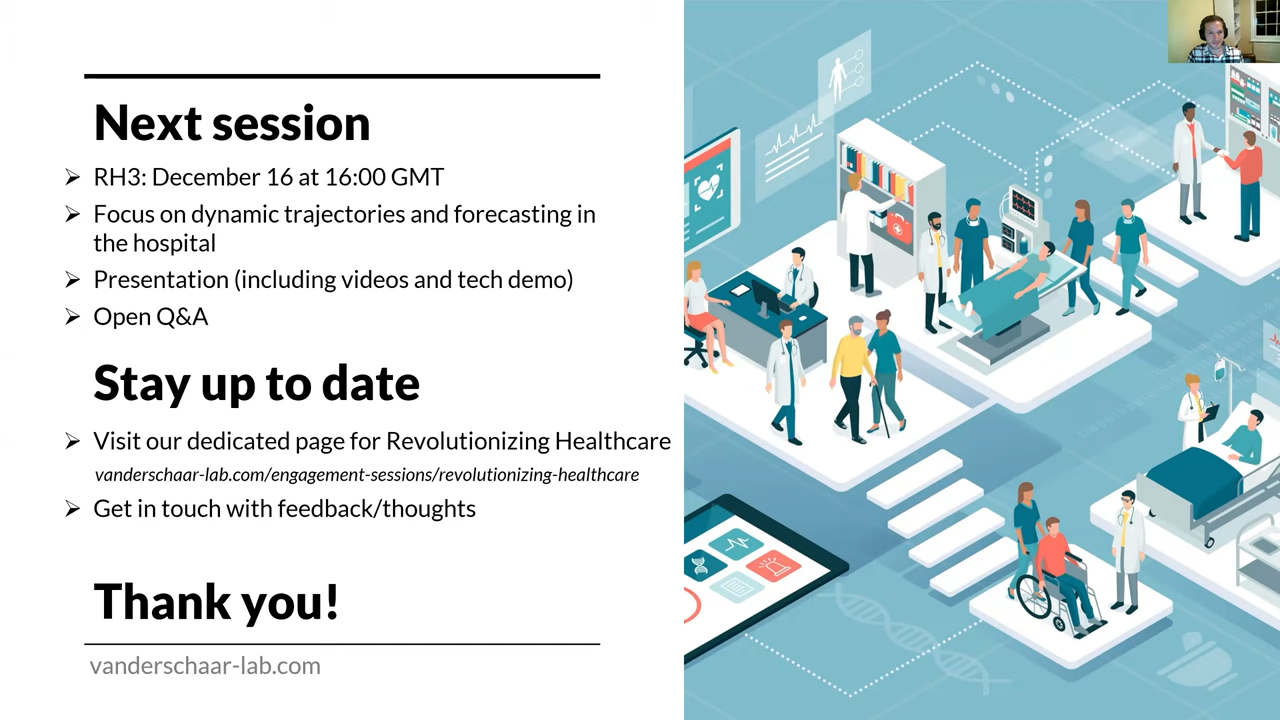 Next session
➢ RH3: December 16 at 16:00 GMT
➢ Focus on dynamic trajectories and forecasting in
the hospital
➢ Presentation (including videos and tech demo)
➢ Open Q&A
Stay up to date
➢ Visit our dedicated page for Revolutionizing Healthcare
vanderschaar-lab.com/engagement-sessions/revolutionizing-healthcare
➢ Get in touch with feedback/thoughts
Thank you!
vanderschaar-lab.com